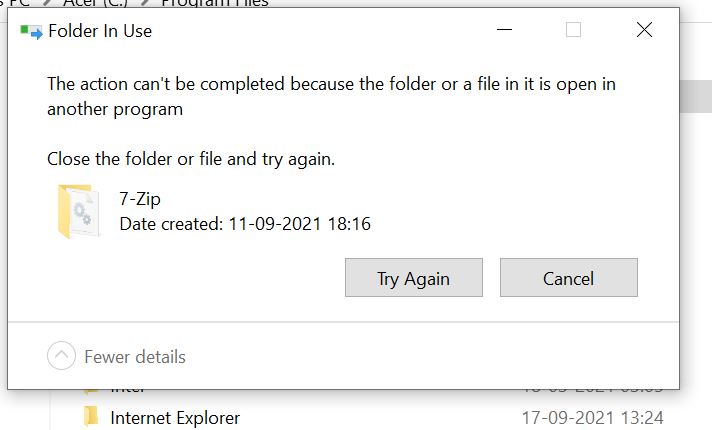 PC > Acer (C:) > Program Files
Folder In Use
The action can't be completed because the folder or a file in it is open in
another program
Close the folder or file and try again.
7-Zip
Date created: 11-09-2021 18:16
Try Again Cancel
Fewer details
Intel
Internet Explorer 17-09-2021 13:24